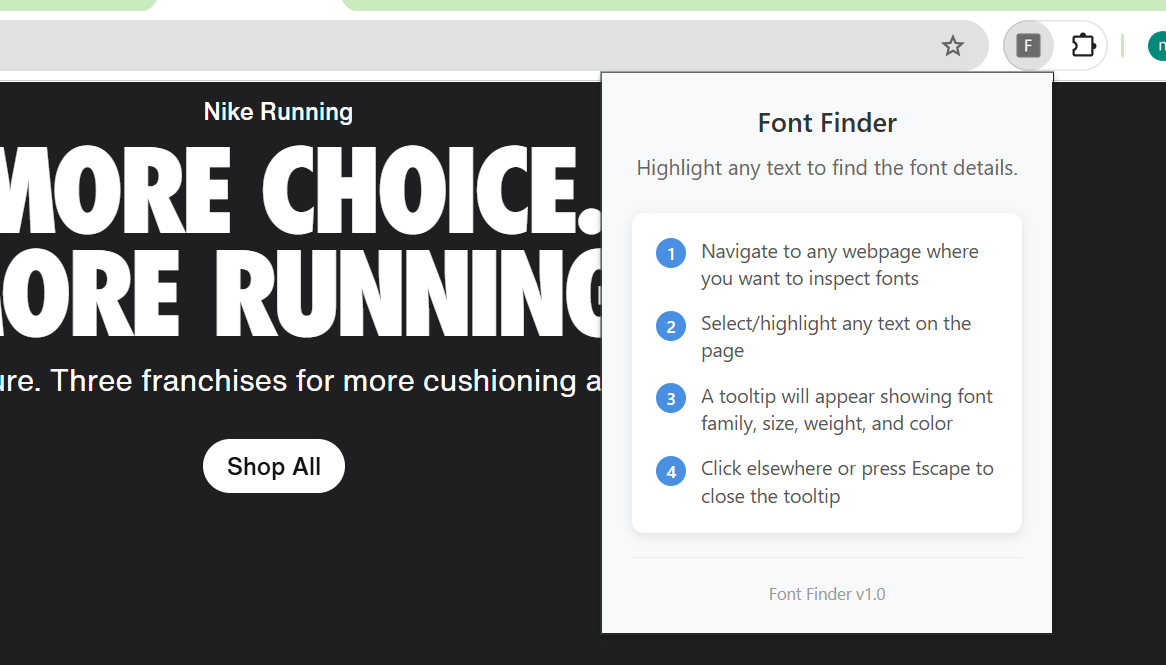 F
Nike Running
MORE CHOICE.
ORE RUNNING
ure. Three franchises for more cushioning a
Shop All
Font Finder
Highlight any text to find the font details.
1 Navigate to any webpage where
you want to inspect fonts
2 Select/highlight any text on the
page
3 A tooltip will appear showing font
family, size, weight, and color
4 Click elsewhere or press Escape to
close the tooltip
Font Finder v1.0